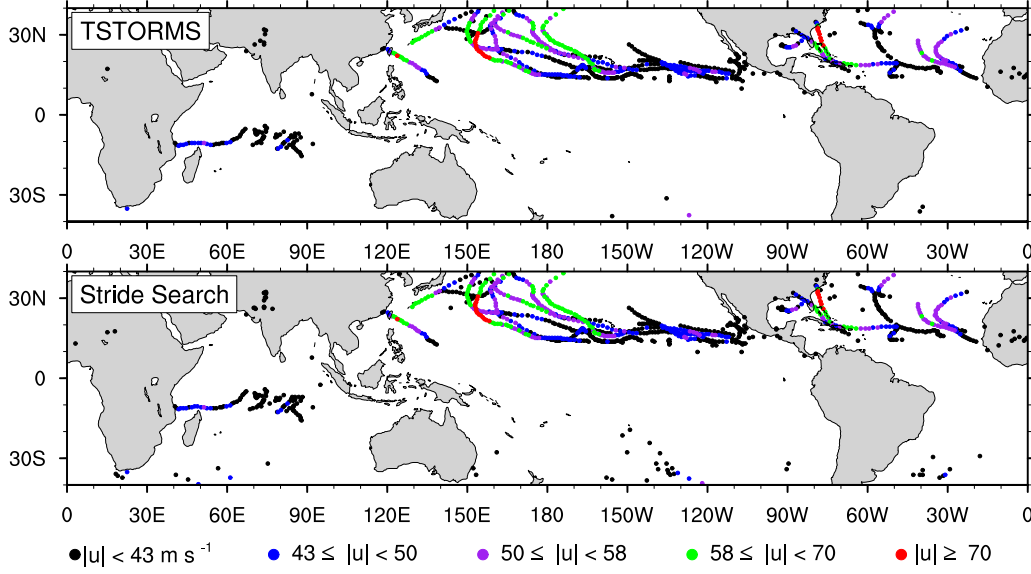 30N
TSTORMS
0
30S
0 30E 60E 90E 120E 150E 180 150W 120W 90W 60W 30W 0
30N
Stride Search
0
30S
0 30E 60E 90E 120E 150E 180 150W 120W 90W 60W 30W 0
|u| < 43 m s⁻¹ 43 ≤ |u| < 50 50 ≤ |u| < 58 58 ≤ |u| < 70 |u| ≥ 70